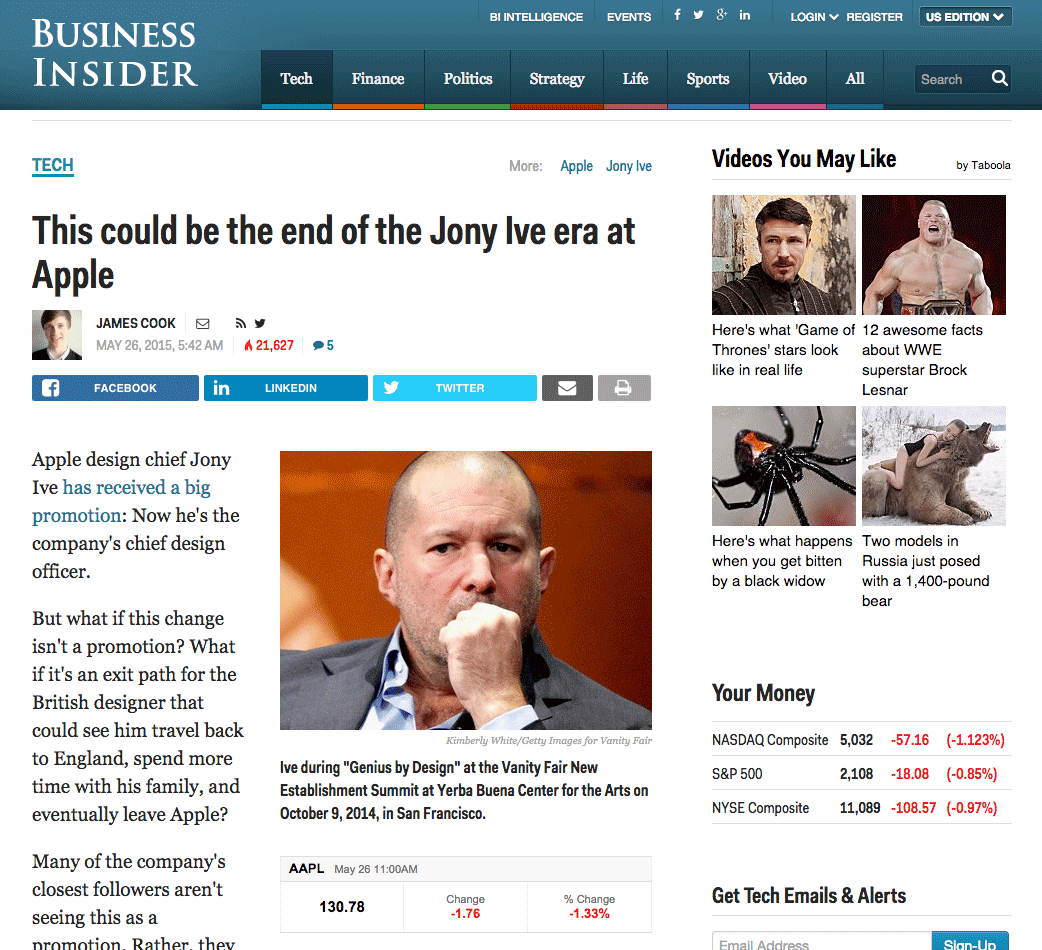 BUSINESS
INSIDER
BI INTELLIGENCE
EVENTS
LOGIN
REGISTER
US EDITION
Tech
Finance
Politics
Strategy
Life
Sports
Video
All
Search
TECH
More:
Apple
Jony Ive
This could be the end of the Jony Ive era at
Apple
JAMES COOK
MAY 26, 2015, 5:42 AM
21,627
5
FACEBOOK
LINKEDIN
TWITTER
Apple design chief Jony
Ive has received a big
promotion: Now he's the
company's chief design
officer.
But what if this change
isn't a promotion? What
if it's an exit path for the
British designer that
could see him travel back
to England, spend more
time with his family, and
eventually leave Apple?
Many of the company's
closest followers aren't
seeing this as a
promotion. Rather, they
Kimberly White/Getty Images for Vanity Fair
Ive during "Genius by Design" at the Vanity Fair New
Establishment Summit at Yerba Buena Center for the Arts on
October 9, 2014, in San Francisco.
AAPL May 26 11:00AM
130.78
Change
-1.76
% Change
-1.33%
Videos You May Like
by Taboola
Here's what 'Game of
Thrones' stars look
like in real life
12 awesome facts
about WWE
superstar Brock
Lesnar
Here's what happens
when you get bitten
by a black widow
Two models in
Russia just posed
with a 1,400-pound
bear
Your Money
NASDAQ Composite 5,032 -57.16 (-1.123%)
S&P 500 2,108 -18.08 (-0.85%)
NYSE Composite 11,089 -108.57 (-0.97%)
Get Tech Emails & Alerts
Email Address
Sign-Up